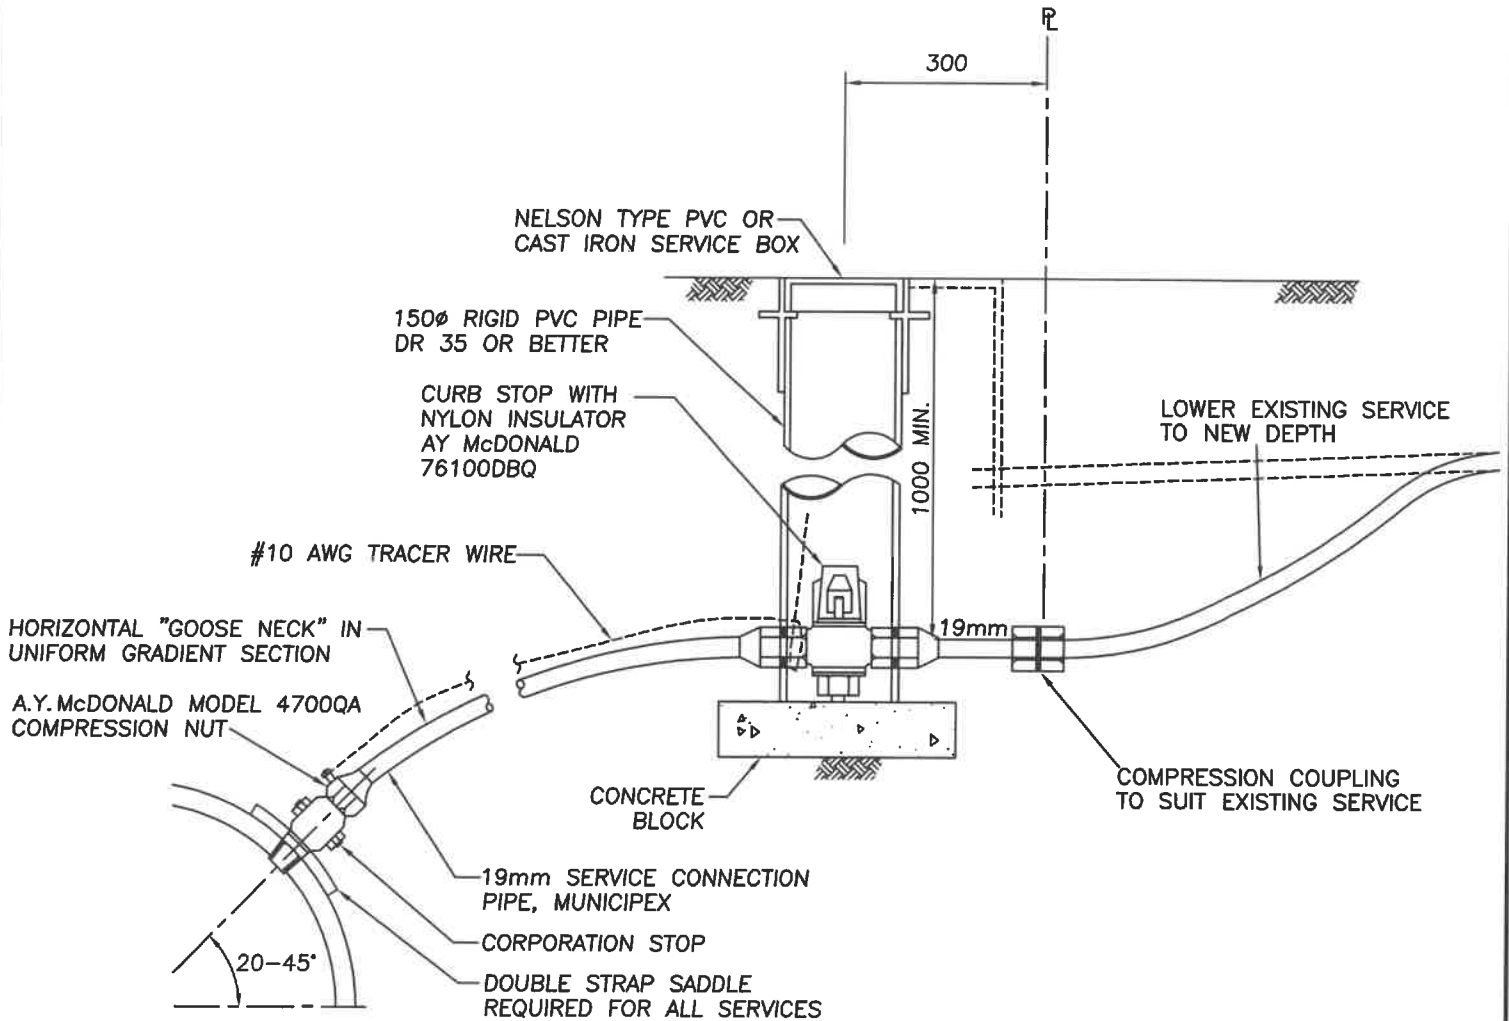 ℄
300
NELSON TYPE PVC OR
CAST IRON SERVICE BOX
150ø RIGID PVC PIPE
DR 35 OR BETTER
CURB STOP WITH
NYLON INSULATOR
AY McDONALD
76100DBQ
1000 MIN.
LOWER EXISTING SERVICE
TO NEW DEPTH
#10 AWG TRACER WIRE
HORIZONTAL "GOOSE NECK" IN
UNIFORM GRADIENT SECTION
19mm
A.Y. McDONALD MODEL 4700QA
COMPRESSION NUT
COMPRESSION COUPLING
TO SUIT EXISTING SERVICE
CONCRETE
BLOCK
19mm SERVICE CONNECTION
PIPE, MUNICIPEX
CORPORATION STOP
20-45°
DOUBLE STRAP SADDLE
REQUIRED FOR ALL SERVICES